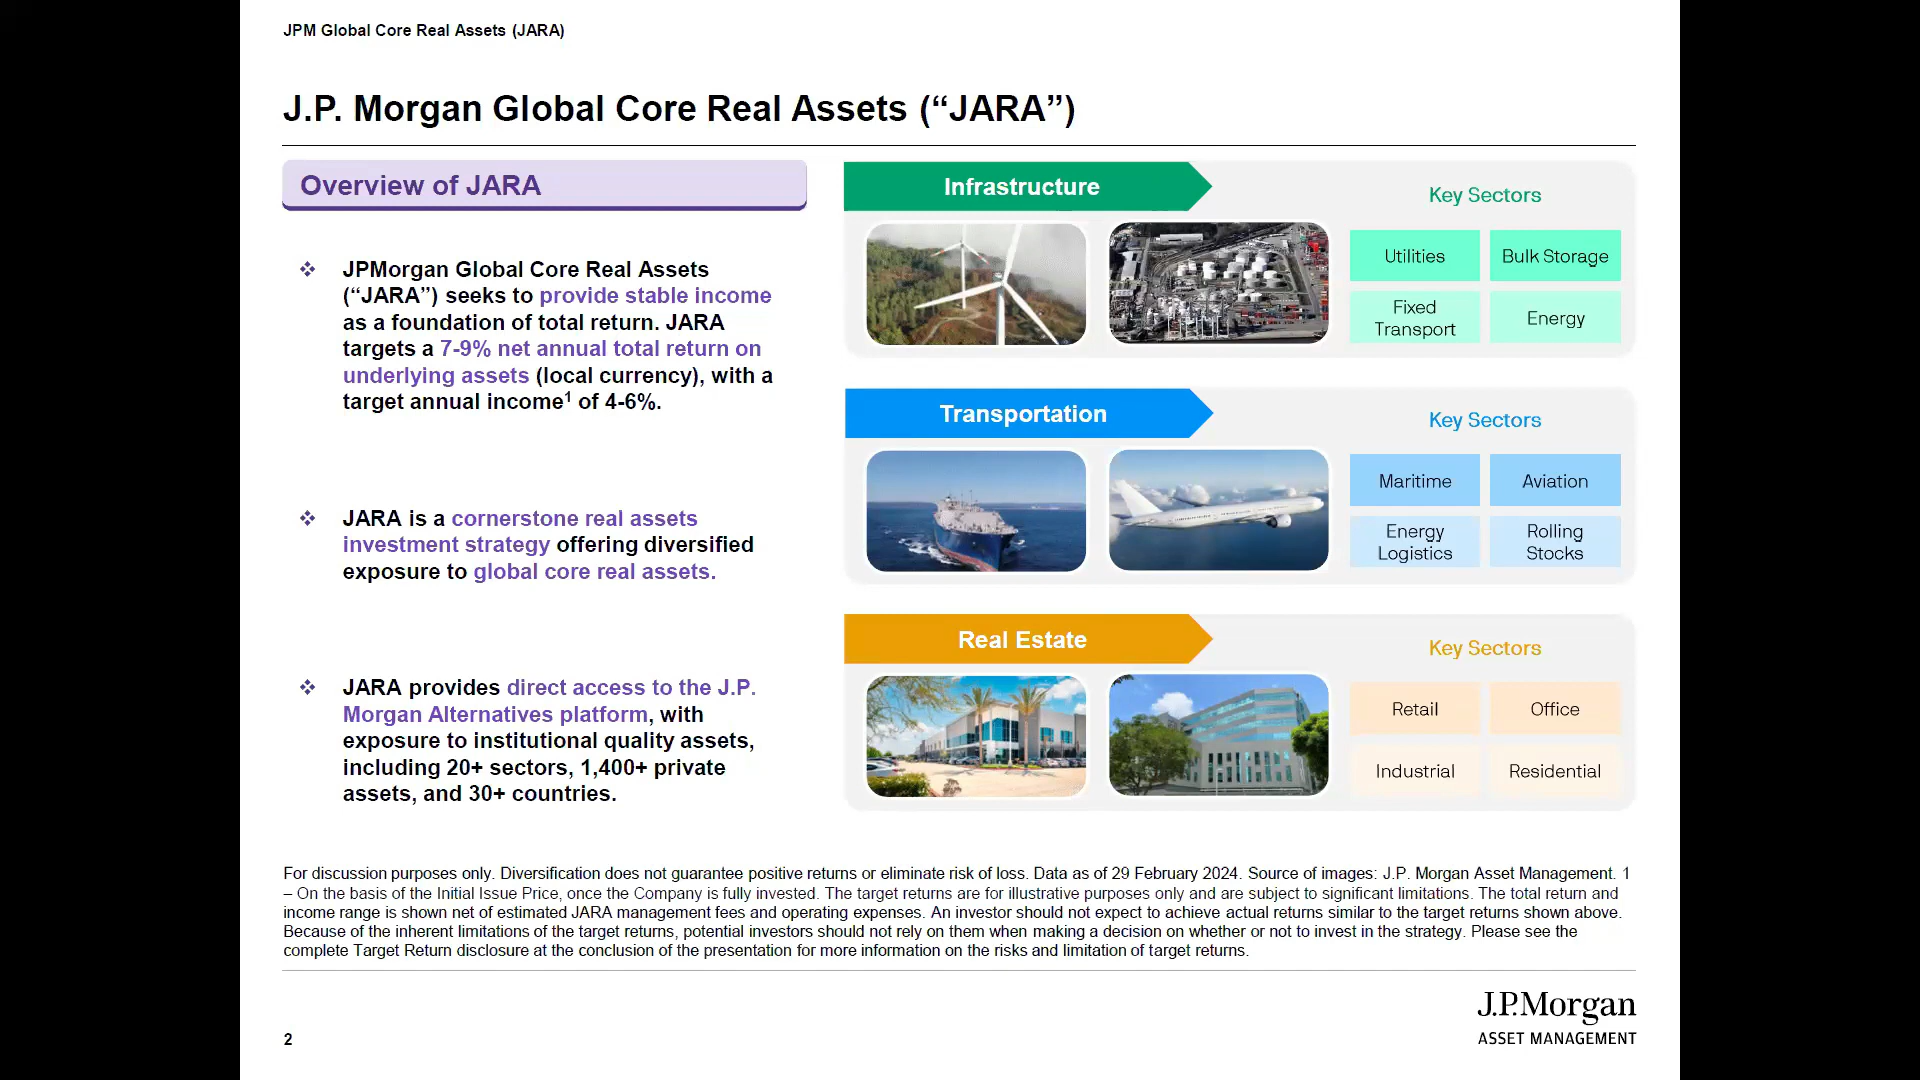 JPM Global Core Real Assets (JARA)
J.P. Morgan Global Core Real Assets (“JARA”)
Overview of JARA
❖ JPMorgan Global Core Real Assets
(“JARA”) seeks to provide stable income
as a foundation of total return. JARA
targets a 7-9% net annual total return on
underlying assets (local currency), with a
target annual income1 of 4-6%.
❖ JARA is a cornerstone real assets
investment strategy offering diversified
exposure to global core real assets.
❖ JARA provides direct access to the J.P.
Morgan Alternatives platform, with
exposure to institutional quality assets,
including 20+ sectors, 1,400+ private
assets, and 30+ countries.
Infrastructure
Key Sectors
Utilities
Bulk Storage
Fixed
Transport
Energy
Transportation
Key Sectors
Maritime
Aviation
Energy
Logistics
Rolling
Stocks
Real Estate
Key Sectors
Retail
Office
Industrial
Residential
For discussion purposes only. Diversification does not guarantee positive returns or eliminate risk of loss. Data as of 29 February 2024. Source of images: J.P. Morgan Asset Management. 1
– On the basis of the Initial Issue Price, once the Company is fully invested. The target returns are for illustrative purposes only and are subject to significant limitations. The total return and
income range is shown net of estimated JARA management fees and operating expenses. An investor should not expect to achieve actual returns similar to the target returns shown above.
Because of the inherent limitations of the target returns, potential investors should not rely on them when making a decision on whether or not to invest in the strategy. Please see the
complete Target Return disclosure at the conclusion of the presentation for more information on the risks and limitation of target returns.
2
J.P.Morgan
ASSET MANAGEMENT